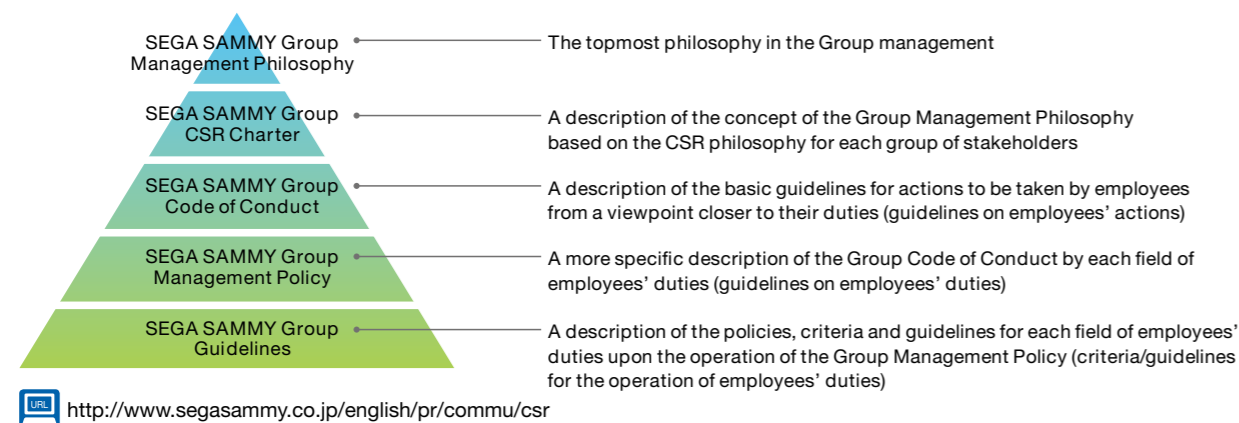 SEGA SAMMY Group
Management Philosophy
The topmost philosophy in the Group management
SEGA SAMMY Group
CSR Charter
A description of the concept of the Group Management Philosophy
based on the CSR philosophy for each group of stakeholders
SEGA SAMMY Group
Code of Conduct
A description of the basic guidelines for actions to be taken by employees
from a viewpoint closer to their duties (guidelines on employees’ actions)
SEGA SAMMY Group
Management Policy
A more specific description of the Group Code of Conduct by each field of
employees’ duties (guidelines on employees’ duties)
SEGA SAMMY Group
Guidelines
A description of the policies, criteria and guidelines for each field of employees’
duties upon the operation of the Group Management Policy (criteria/guidelines
for the operation of employees’ duties)
URL http://www.segasammy.co.jp/english/pr/commu/csr